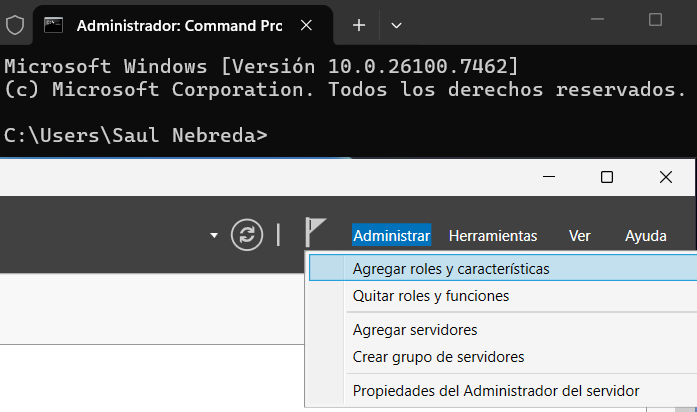 Administrador: Command Pro
Microsoft Windows [Versión 10.0.26100.7462]
(c) Microsoft Corporation. Todos los derechos reservados.
C:\Users\Saul Nebreda>
Administrar Herramientas Ver Ayuda
Agregar roles y características
Quitar roles y funciones
Agregar servidores
Crear grupo de servidores
Propiedades del Administrador del servidor